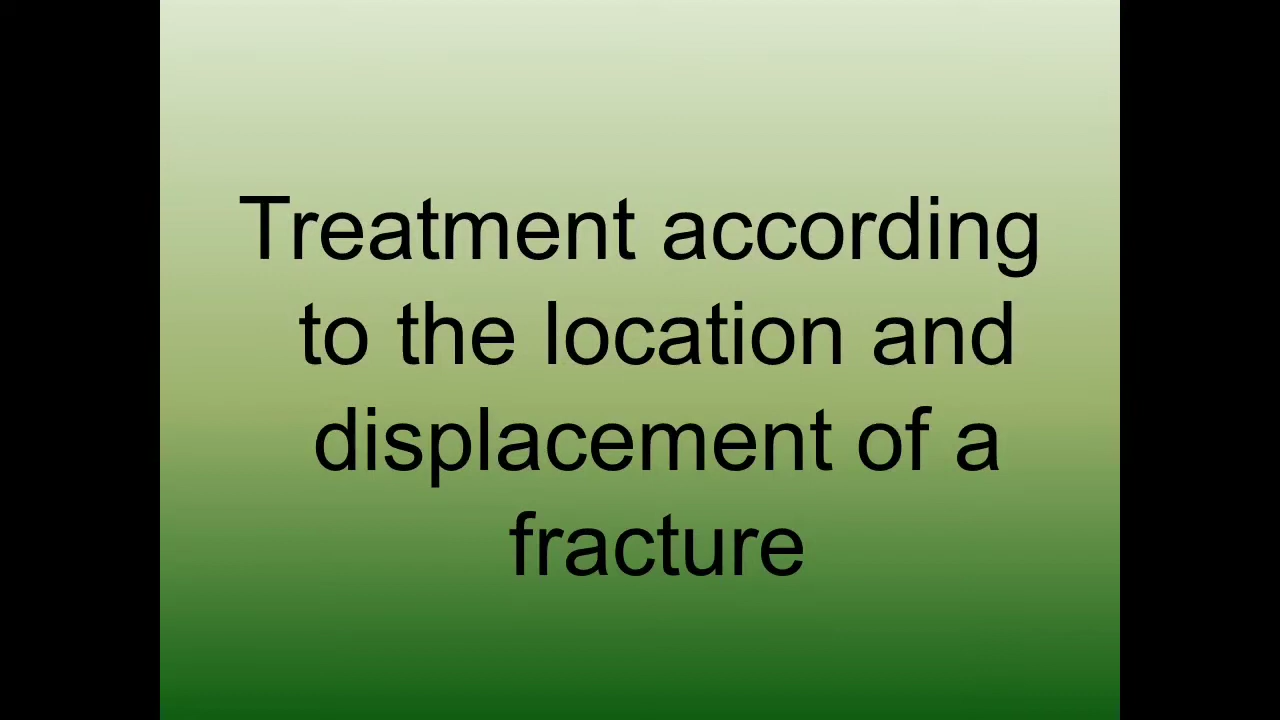 Treatment according
to the location and
displacement of a
fracture